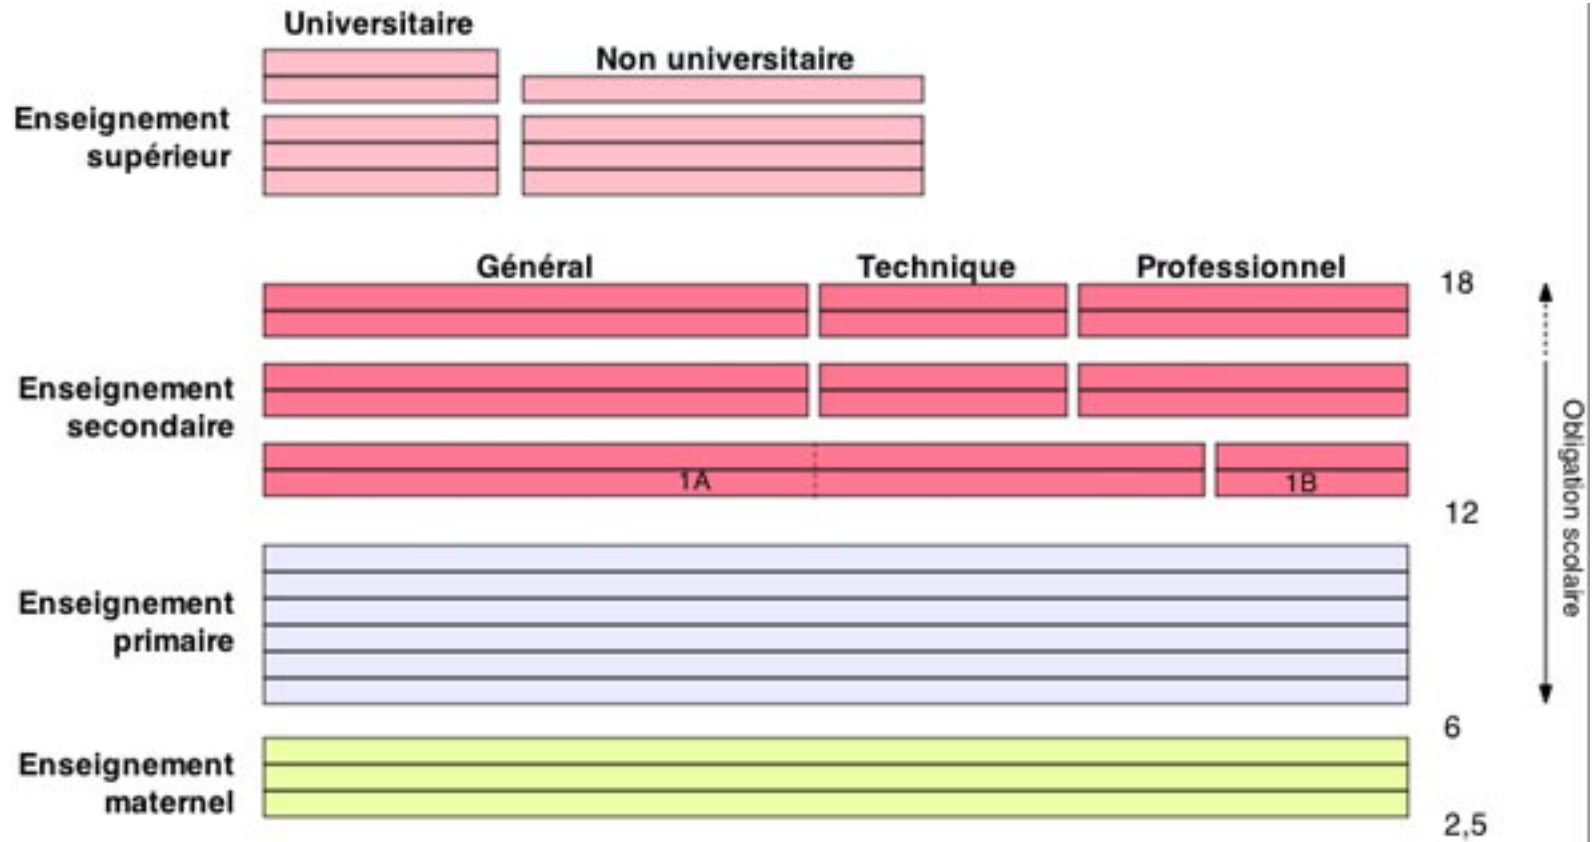 Universitaire
Non universitaire
Enseignement
supérieur
Général
Technique
Professionnel
18
Enseignement
secondaire
1A
1B
12
Obligation scolaire
Enseignement
primaire
6
Enseignement
maternel
2,5